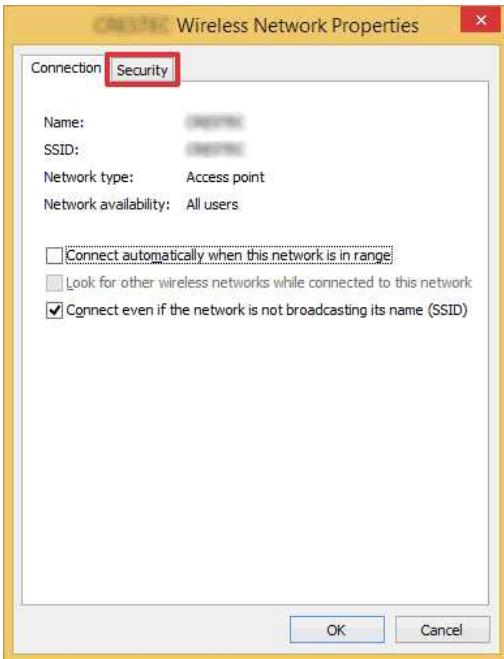 Wireless Network Properties
Connection Security
Name:
SSID:
Network type: Access point
Network availability: All users
Connect automatically when this network is in range
Look for other wireless networks while connected to this network
Connect even if the network is not broadcasting its name (SSID)
OK Cancel